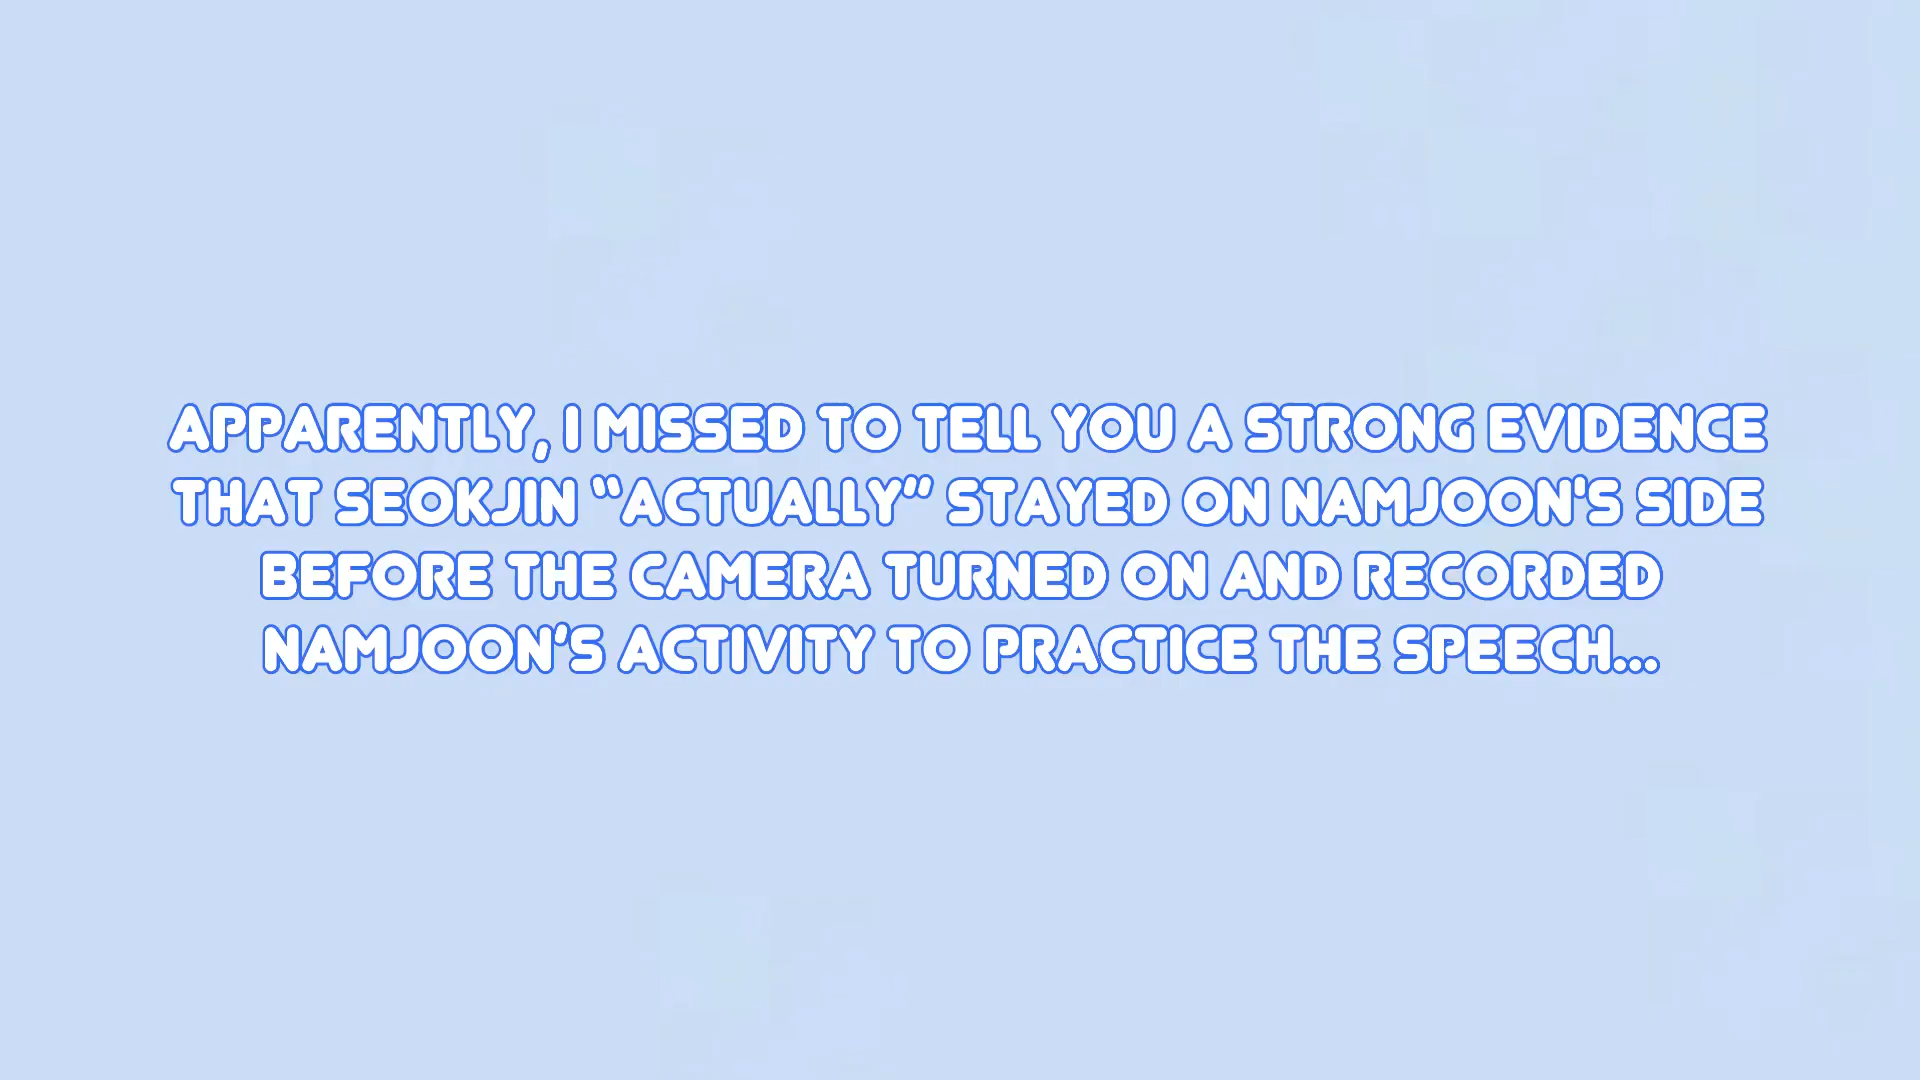 APPARENTLY, I MISSED TO TELL YOU A STRONG EVIDENCE
THAT SEOKJIN “ACTUALLY” STAYED ON NAMJOON'S SIDE
BEFORE THE CAMERA TURNED ON AND RECORDED
NAMJOON’S ACTIVITY TO PRACTICE THE SPEECH...